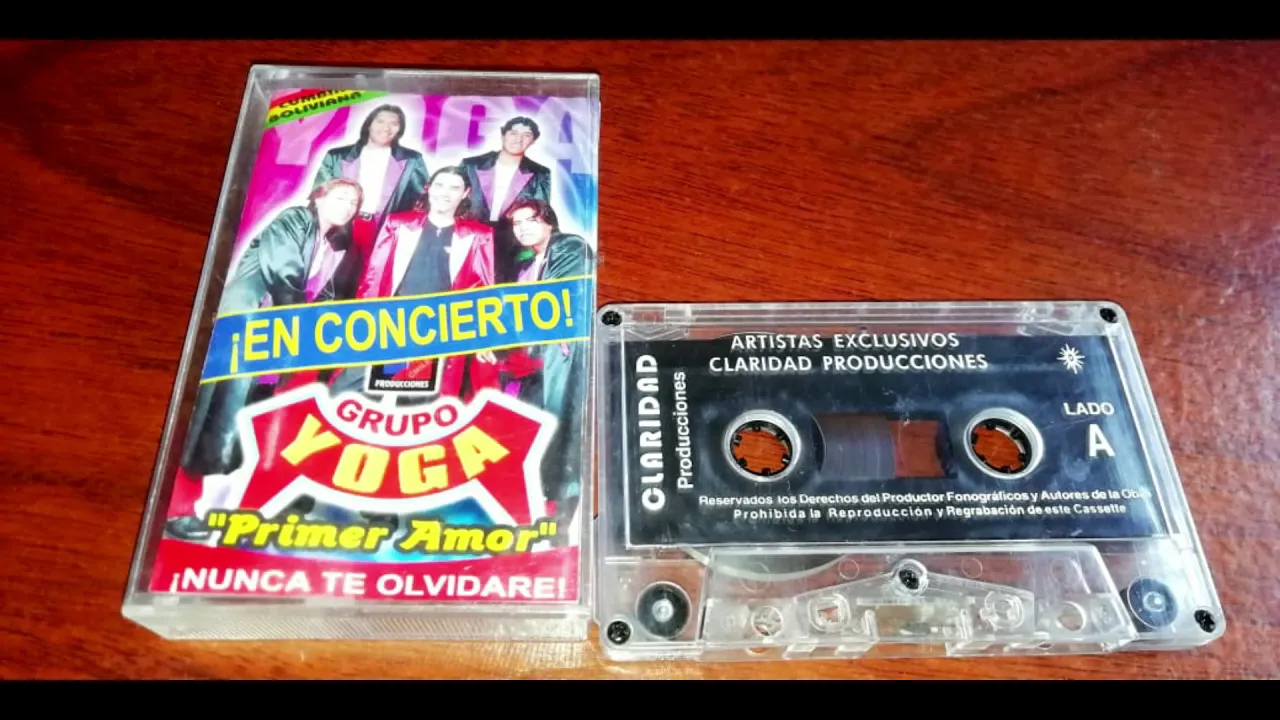 CUMBIA
BOLIVIANA
YOGA
¡EN CONCIERTO!
PRODUCCIONES
GRUPO
YOGA
"Primer Amor"
¡NUNCA TE OLVIDARE!
ARTISTAS EXCLUSIVOS
CLARIDAD PRODUCCIONES
CLARIDAD
Producciones
LADO
A
Reservados los Derechos del Productor Fonográficos y Autores de la Obra
Prohibida la Reproducción y Regrabación de este Cassette